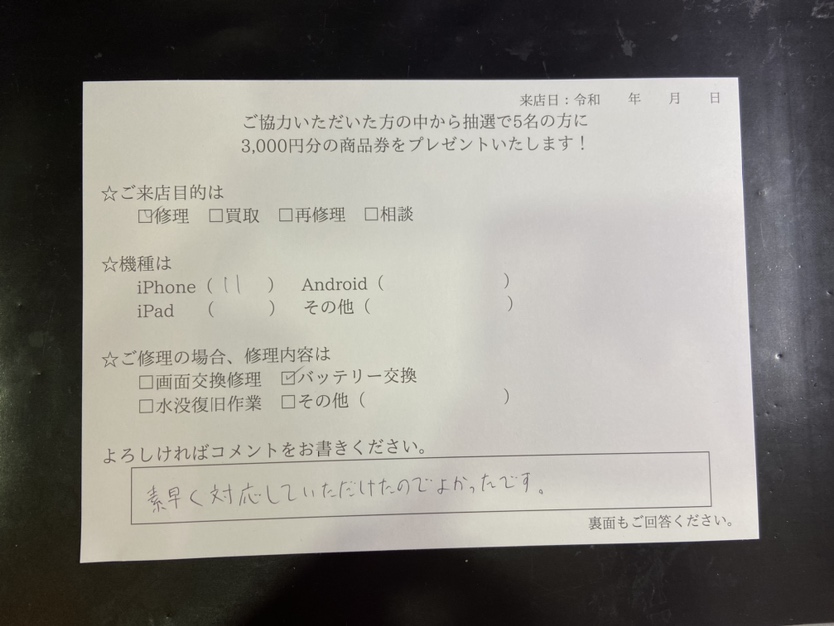 来店日：令和　年　月　日
ご協力いただいた方の中から抽選で5名の方に
3,000円分の商品券をプレゼントいたします！
☆ご来店目的は
☑修理　□買取　□再修理　□相談
☆機種は
iPhone（ 11 ）　Android（　　　　　）
iPad　（　　）　その他（　　　　　）
☆ご修理の場合、修理内容は
□画面交換修理　☑バッテリー交換
□水没復旧作業　□その他（　　　　　）
よろしければコメントをお書きください。
素早く対応していただけたのでよかったです。
裏面もご回答ください。